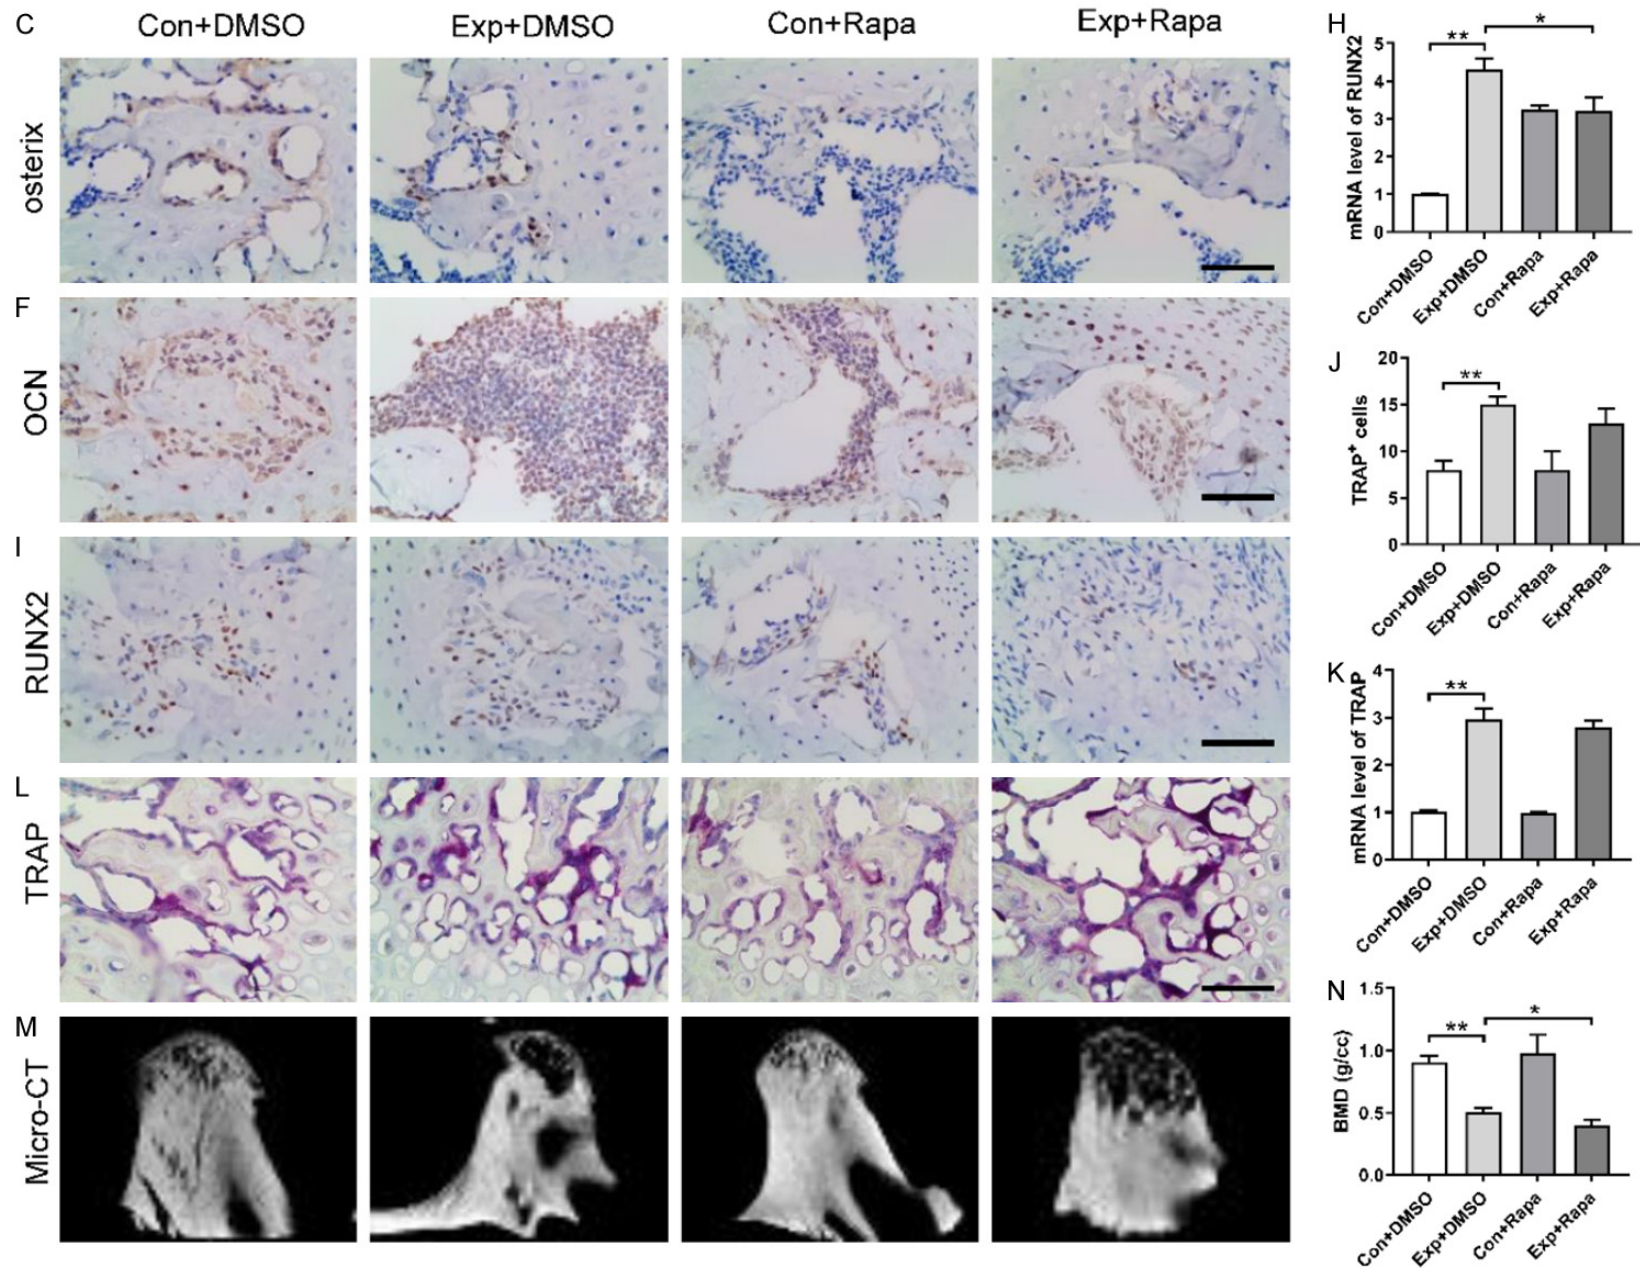 C Con+DMSO Exp+DMSO Con+Rapa Exp+Rapa
osterix
F
OCN
I
RUNX2
L
TRAP
M
Micro-CT
H
mRNA level of RUNX2
5
4
3
2
1
0
** *
Con+DMSO
Exp+DMSO
Con+Rapa
Exp+Rapa
J
TRAP+ cells
20
15
10
5
0
**
Con+DMSO
Exp+DMSO
Con+Rapa
Exp+Rapa
K
mRNA level of TRAP
4
3
2
1
0
**
Con+DMSO
Exp+DMSO
Con+Rapa
Exp+Rapa
N
BMD (g/cc)
1.5
1.0
0.5
0.0
** *
Con+DMSO
Exp+DMSO
Con+Rapa
Exp+Rapa